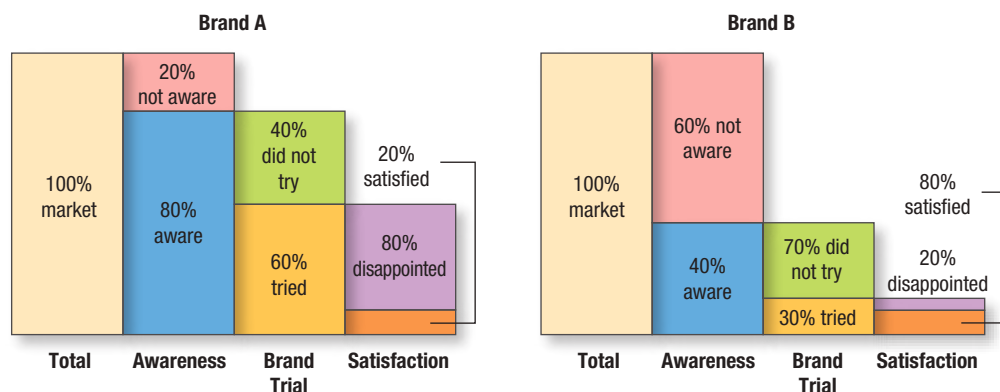 Brand A
20%
not aware
40%
did not
try
20%
satisfied
100%
market
80%
aware
60%
tried
80%
disappointed
Total
Awareness
Brand
Trial
Satisfaction
Brand B
60% not
aware
80%
satisfied
100%
market
40%
aware
70% did
not try
20%
disappointed
30% tried
Total
Awareness
Brand
Trial
Satisfaction